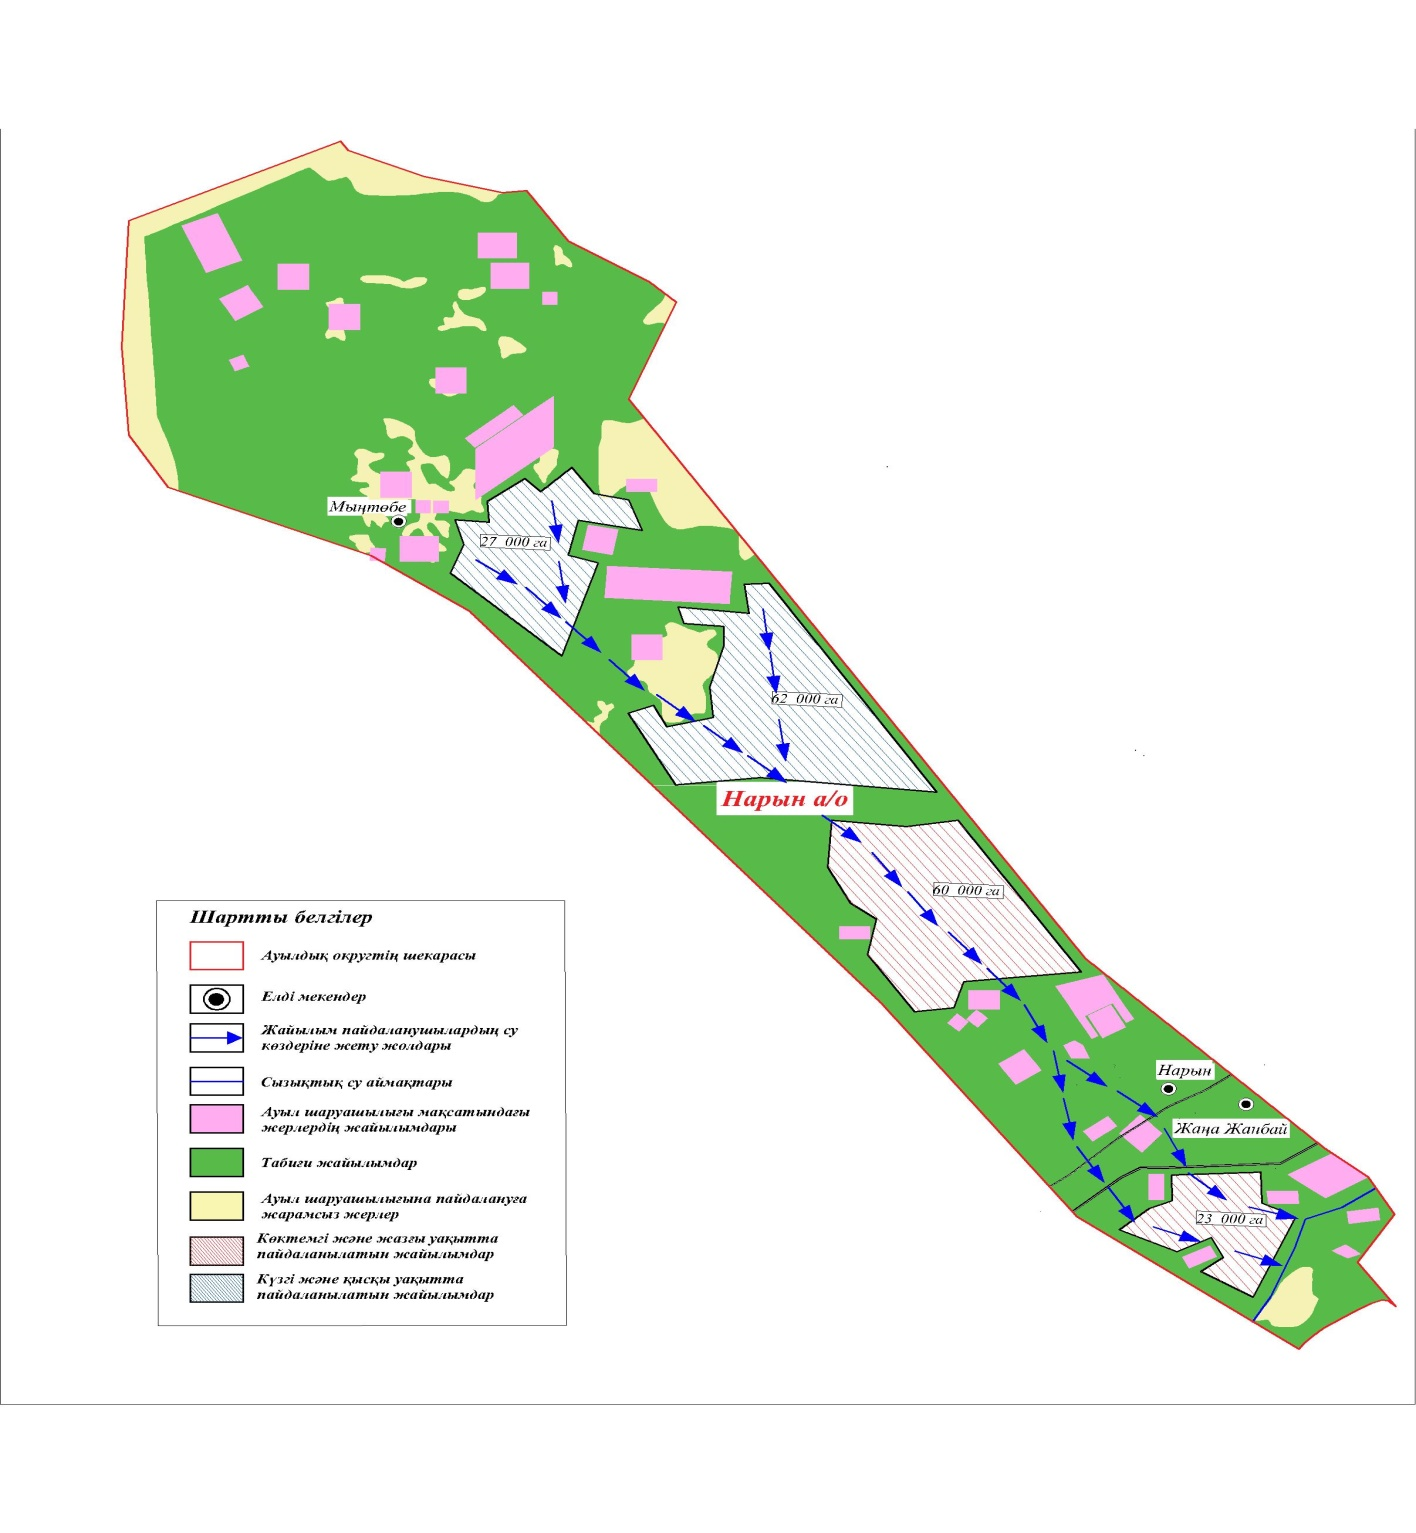 Мыңтөбе
27 000 га
62 000 га
Нарын а/о
60 000 га
Нарын
Жаңа Жанбай
23 000 га
Шартты белгілер
Ауылдық округтің шекарасы
Елді мекендер
Жайылым пайдаланушылардың су
көздеріне жету жолдары
Сызықтық су аймақтары
Ауыл шаруашылығы мақсатындағы
жерлердің жайылымдары
Табиғи жайылымдар
Ауыл шаруашылығына пайдалануға
жарамсыз жерлер
Көктемгі және жазғы уақытта
пайдаланылатын жайылымдар
Күзгі және қысқы уақытта
пайдаланылатын жайылымдар